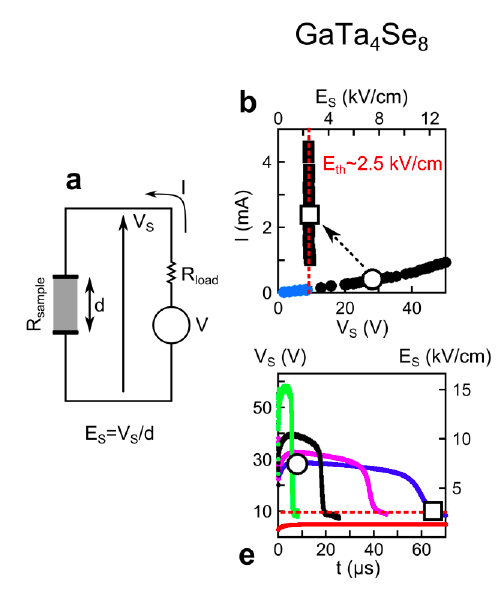 GaTa4Se8
a
I
VS
Rload
Rsample
d
V
ES=VS/d
b
ES (kV/cm)
0 4 8 12
Eth~2.5 kV/cm
I (mA)
4
2
0
0 20 40
VS (V)
VS (V)
ES (kV/cm)
50
30
10
15
10
5
0 20 40 60
t (µs)
e